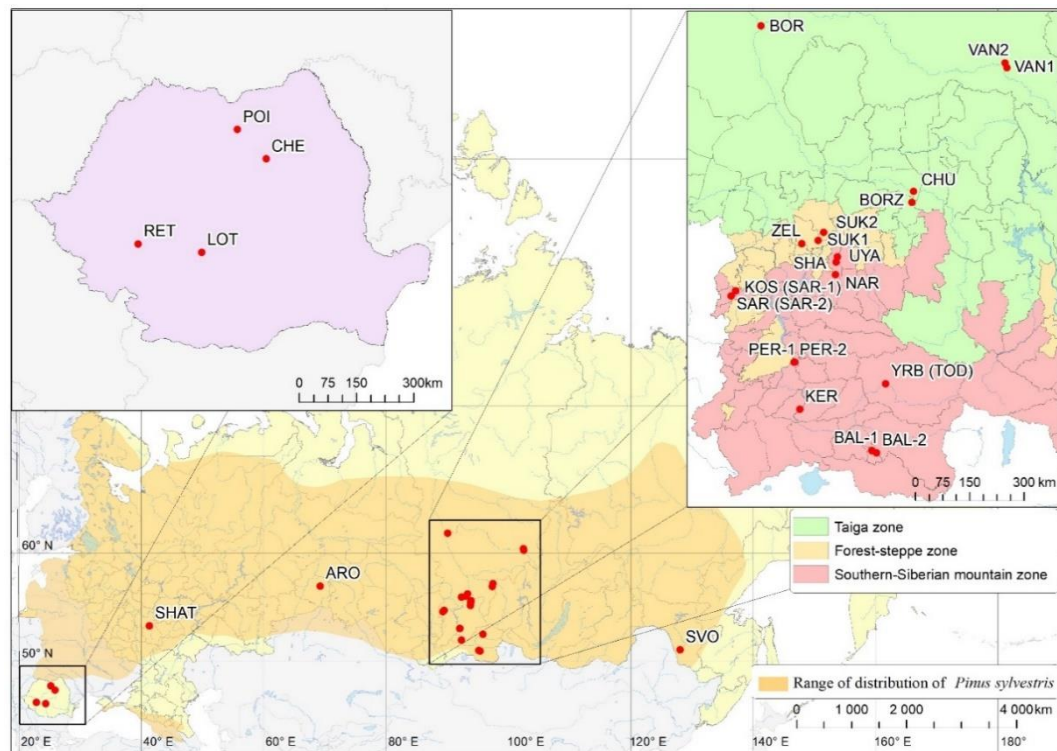 POI
CHE
RET
LOT
0 75 150 300km
BOR
VAN2
VAN1
CHU
BORZ
SUK2
ZEL
SUK1
UYA
SHA
NAR
KOS (SAR-1)
SAR (SAR-2)
PER-1 PER-2
YRB (TOD)
KER
BAL-1 BAL-2
0 75 150 300 km
Taiga zone
Forest-steppe zone
Southern-Siberian mountain zone
60° N
ARO
SHAT
SVO
50° N
Range of distribution of Pinus sylvestris
0 1 000 2 000 4 000km
20° E 40° E 60° E 80° E 100° E 120° E 140° E 160° E 180°